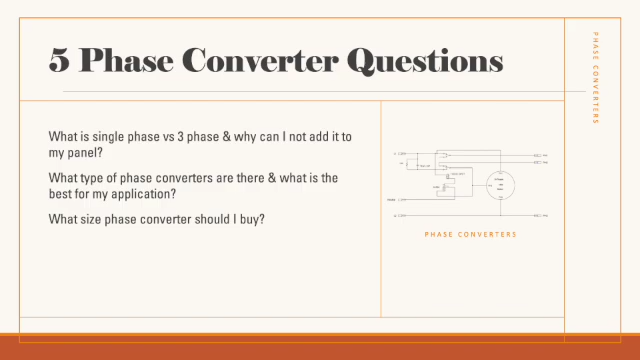 5 Phase Converter Questions
PHASE CONVERTERS
What is single phase vs 3 phase & why can I not add it to
my panel?
What type of phase converters are there & what is the
best for my application?
What size phase converter should I buy?
PHASE CONVERTERS